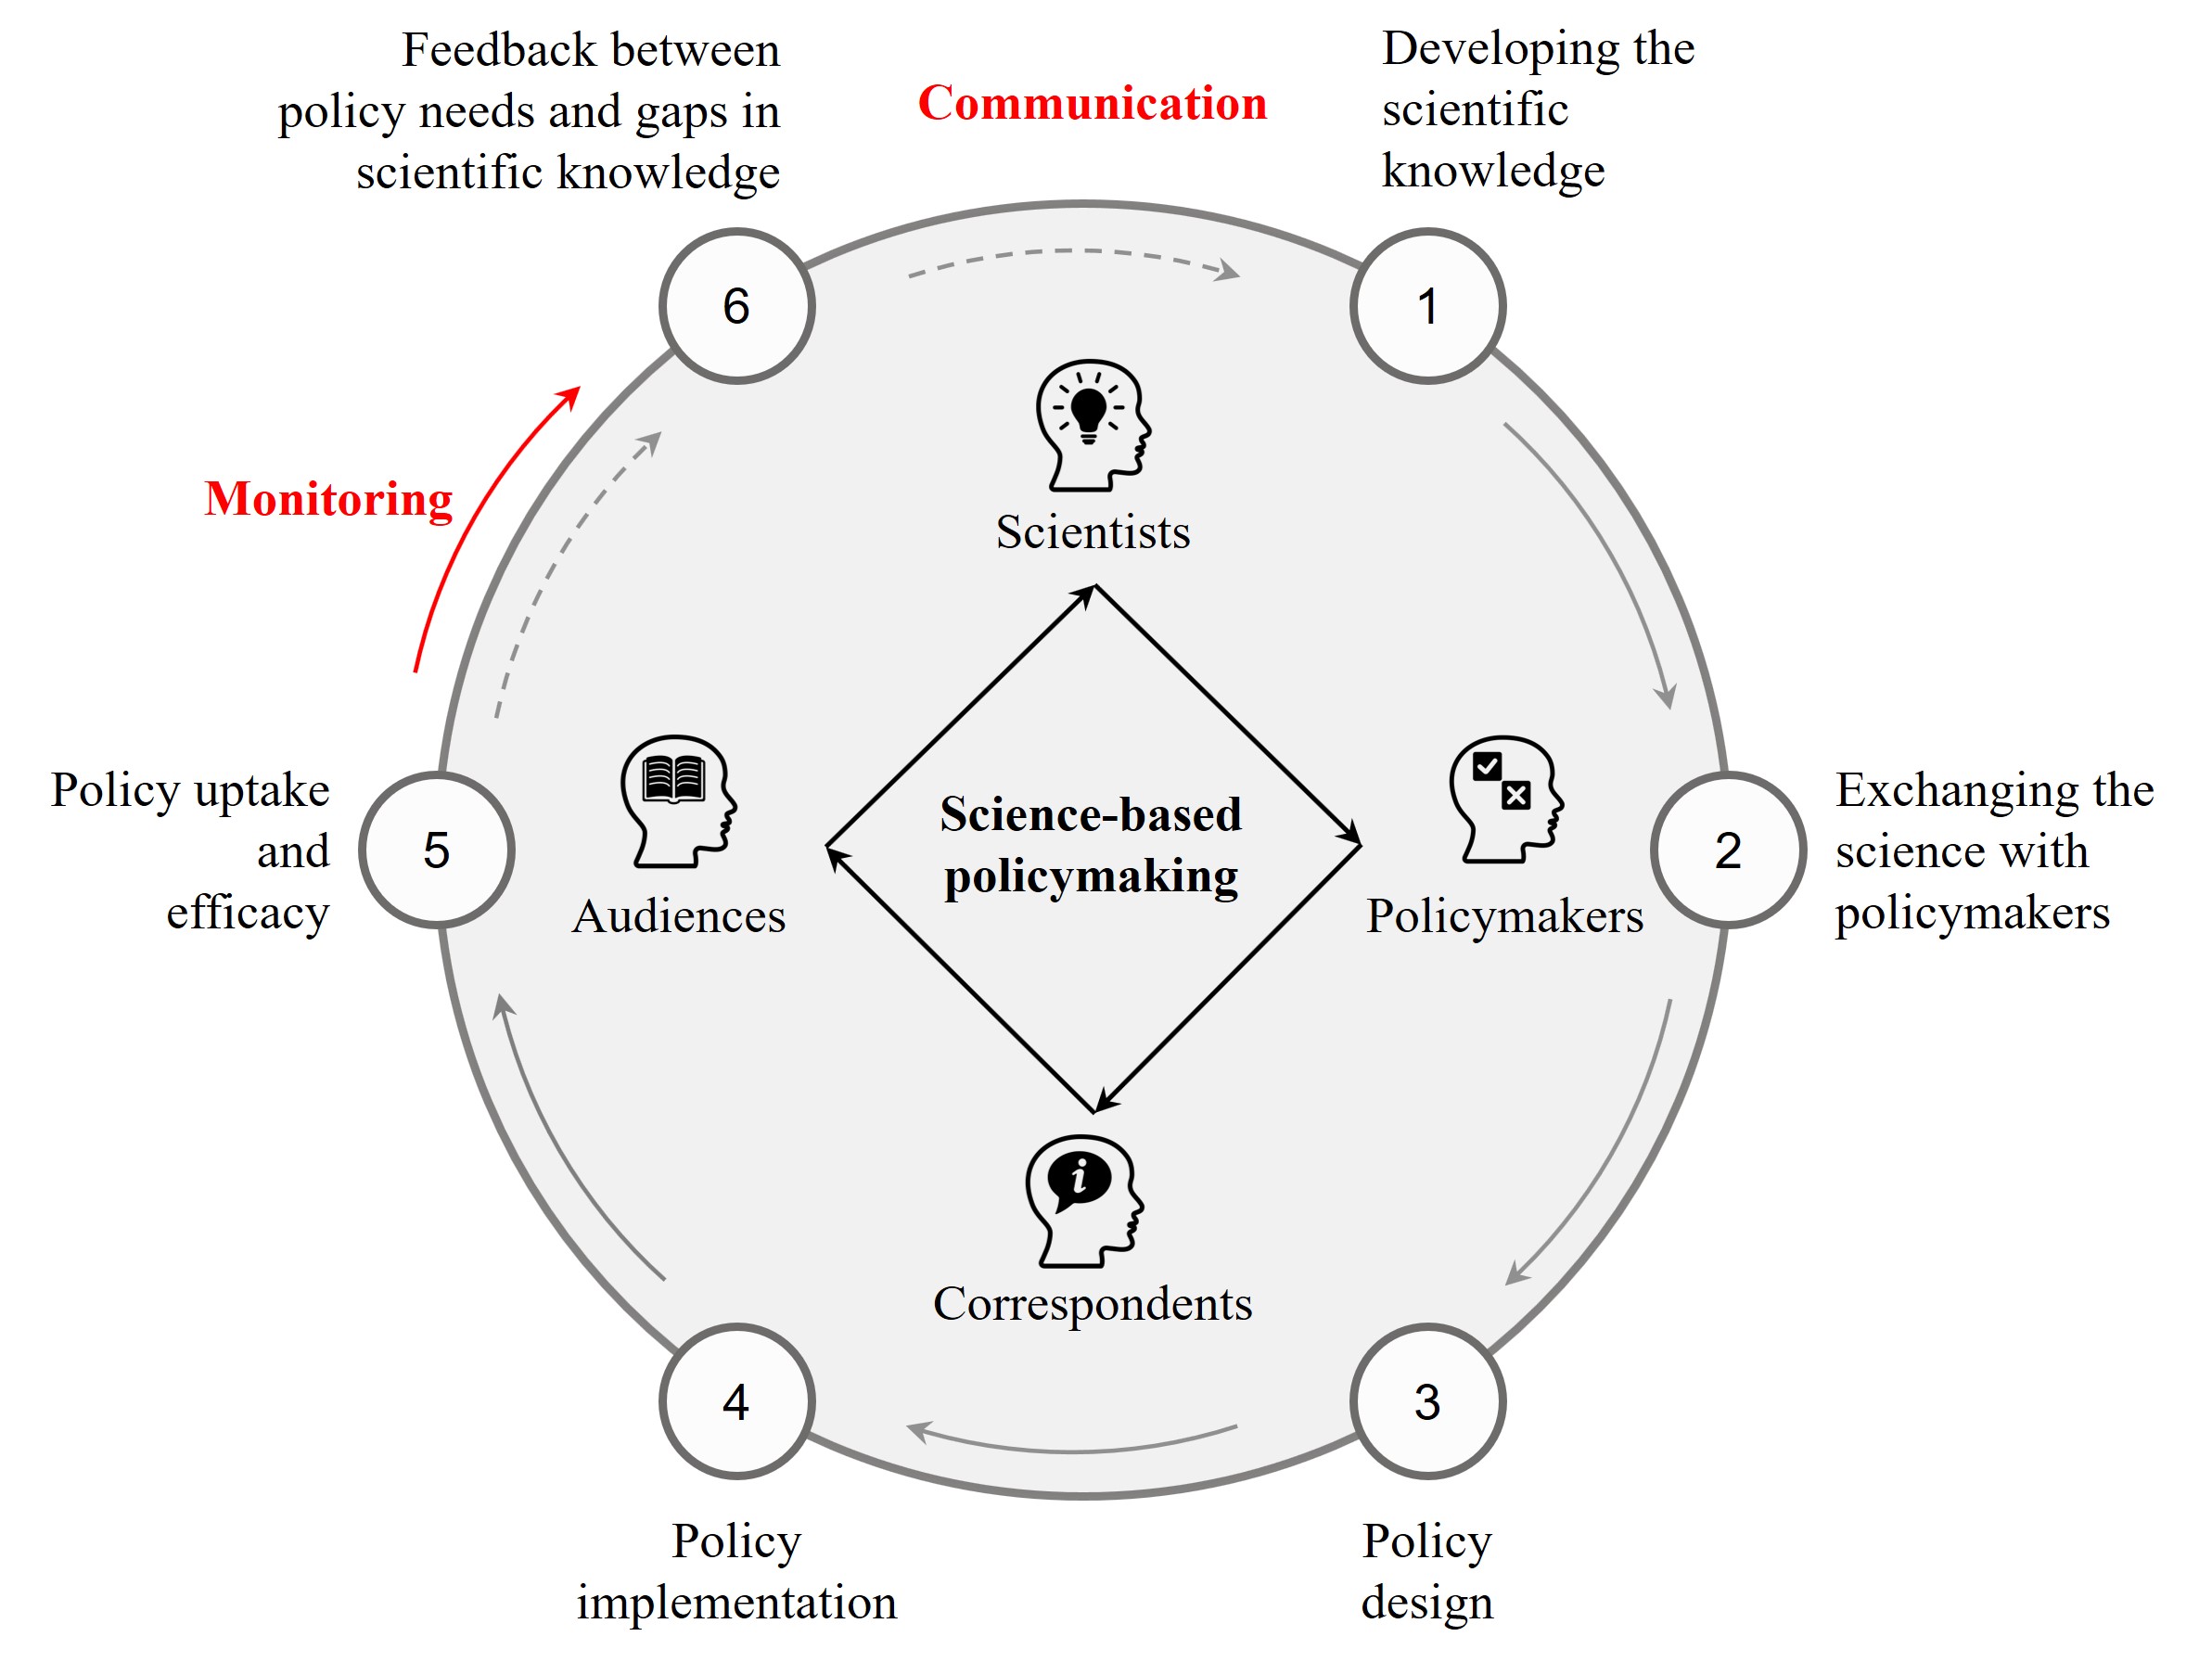 Feedback between
policy needs and gaps in
scientific knowledge
Communication
Developing the
scientific
knowledge
6
1
Monitoring
Scientists
Policy uptake
and
efficacy
5
Audiences
Science-based
policymaking
Policymakers
2
Exchanging the
science with
policymakers
i
Correspondents
4
3
Policy
implementation
Policy
design